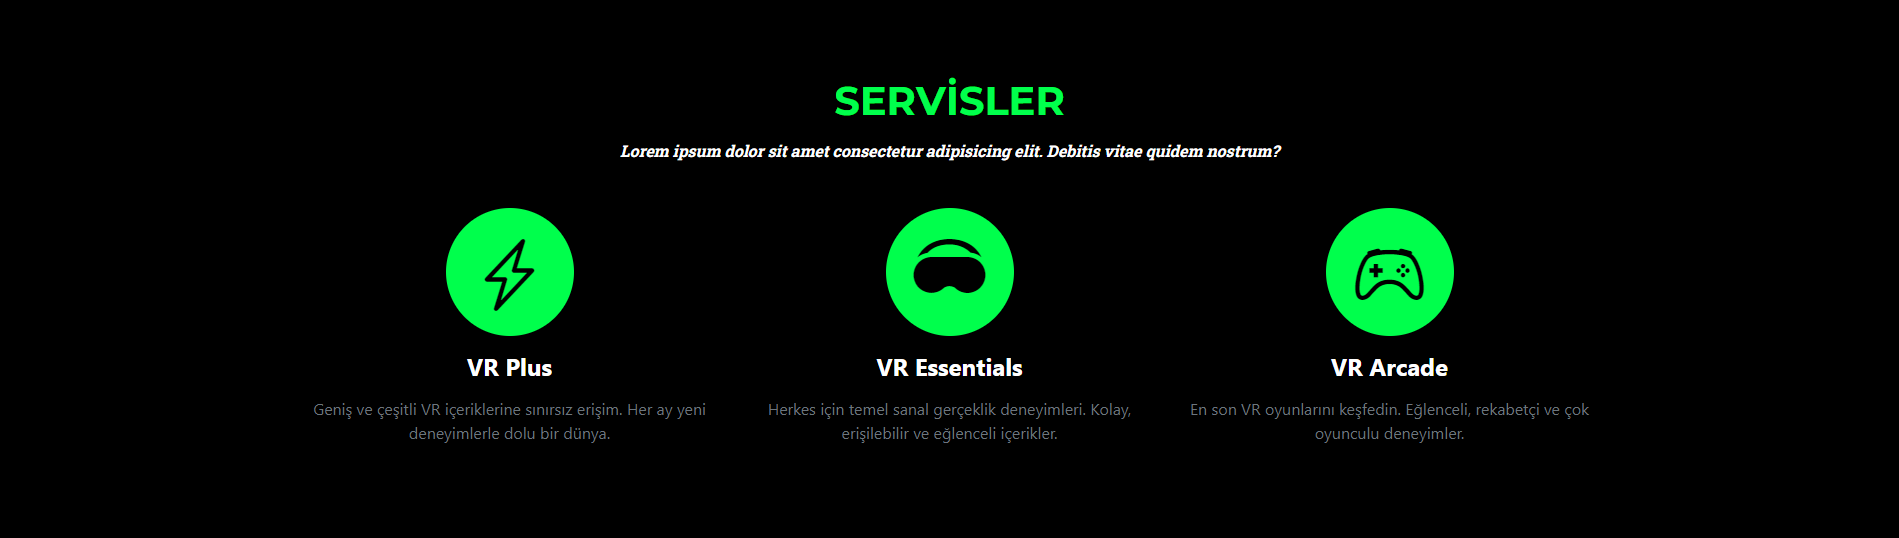 SERVİSLER
Lorem ipsum dolor sit amet consectetur adipisicing elit. Debitis vitae quidem nostrum?
VR Plus
Geniş ve çeşitli VR içeriklerine sınırsız erişim. Her ay yeni
deneyimlerle dolu bir dünya.
VR Essentials
Herkes için temel sanal gerçeklik deneyimleri. Kolay,
erişilebilir ve eğlenceli içerikler.
VR Arcade
En son VR oyunlarını keşfedin. Eğlenceli, rekabetçi ve çok
oyunculu deneyimler.